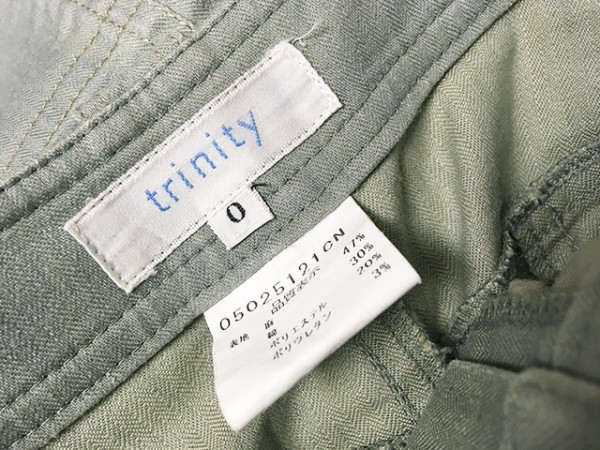 trinity
0
05025121CN
品質表示
表地 麻 47%
綿 30%
ポリエステル 20%
ポリウレタン 3%